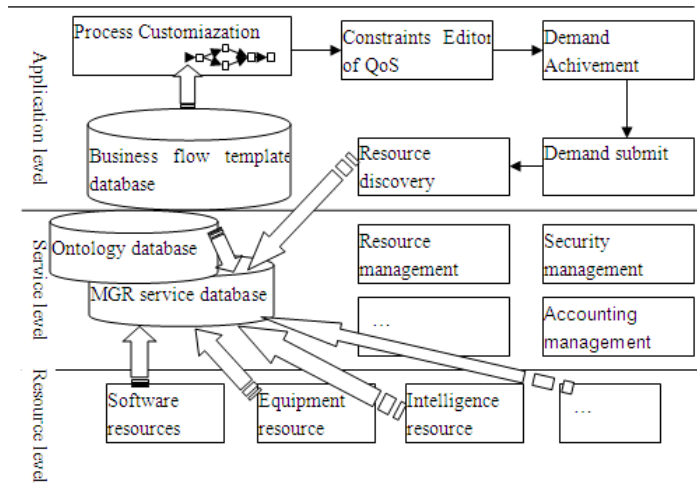 Application level
Process Customiazation
Constraints Editor
of QoS
Demand
Achivement
Business flow template
database
Resource
discovery
Demand submit
Service level
Ontology database
MGR service database
Resource
management
Security
management
...
Accounting
management
Resource level
Software
resources
Equipment
resource
Intelligence
resource
...